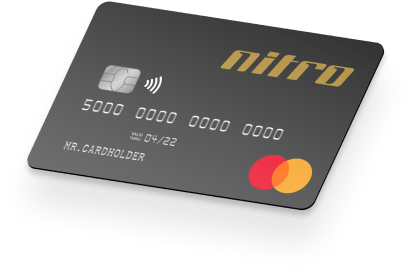 nitro
5000 0000 0000 0000
VALID
THRU 04/22
MR.CARDHOLDER